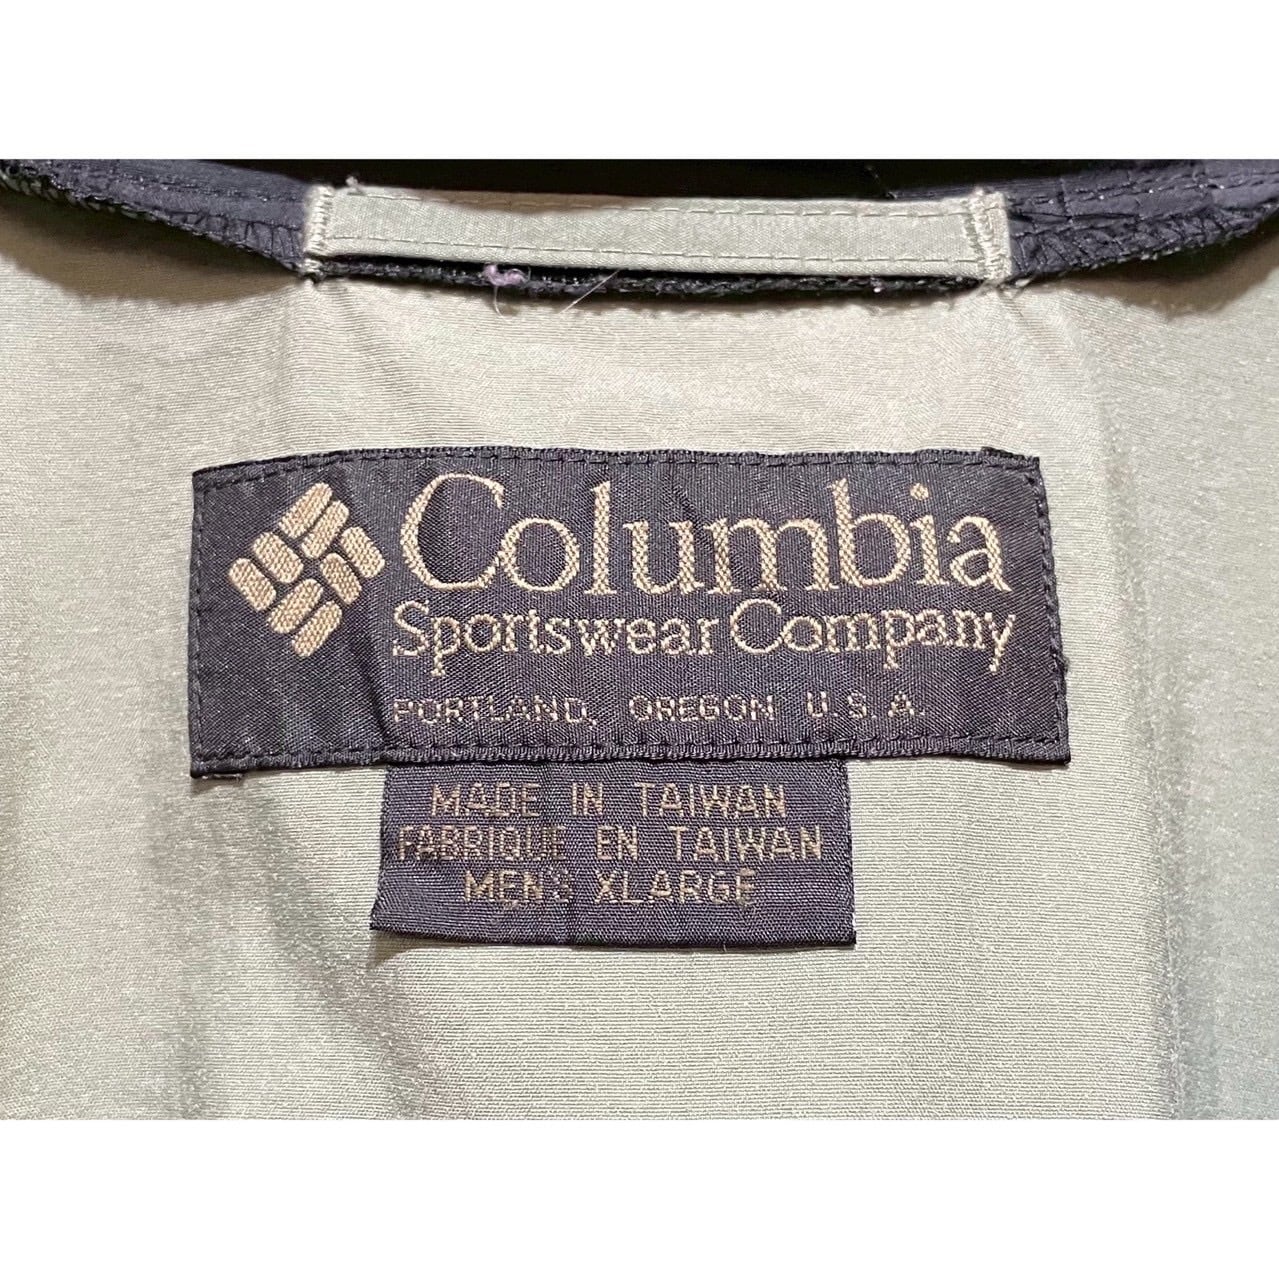 Columbia
Sportswear Company
PORTLAND, OREGON U.S.A.
MADE IN TAIWAN
FABRIQUE EN TAIWAN
MEN'S XLARGE